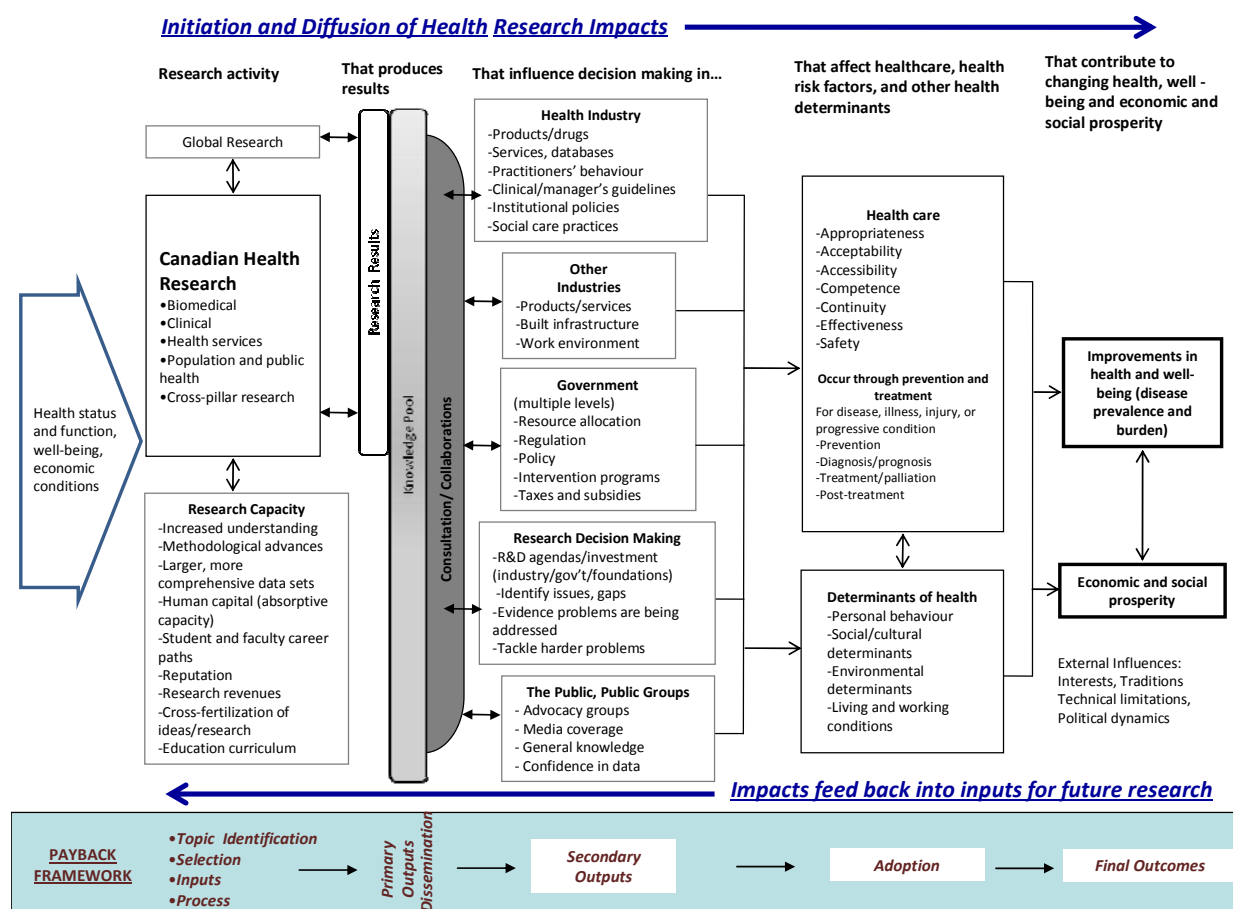 Initiation and Diffusion of Health Research Impacts
Research activity
That produces
results
That influence decision making in…
That affect healthcare, health
risk factors, and other health
determinants
That contribute to
changing health, well -
being and economic and
social prosperity
Health status
and function,
well-being,
economic
conditions
Global Research
Canadian Health
Research
•Biomedical
•Clinical
•Health services
•Population and public
health
•Cross-pillar research
Research Capacity
-Increased understanding
-Methodological advances
-Larger, more
comprehensive data sets
-Human capital (absorptive
capacity)
-Student and faculty career
paths
-Reputation
-Research revenues
-Cross-fertilization of
ideas/research
-Education curriculum
Research Results
Knowledge Pool
Consultation/ Collaborations
Health Industry
-Products/drugs
-Services, databases
-Practitioners’ behaviour
-Clinical/manager’s guidelines
-Institutional policies
-Social care practices
Other
Industries
-Products/services
-Built infrastructure
-Work environment
Government
(multiple levels)
-Resource allocation
-Regulation
-Policy
-Intervention programs
-Taxes and subsidies
Research Decision Making
-R&D agendas/investment
(industry/gov’t/foundations)
-Identify issues, gaps
-Evidence problems are being
addressed
-Tackle harder problems
The Public, Public Groups
- Advocacy groups
- Media coverage
- General knowledge
- Confidence in data
Health care
-Appropriateness
-Acceptability
-Accessibility
-Competence
-Continuity
-Effectiveness
-Safety
Occur through prevention and
treatment
For disease, illness, injury, or
progressive condition
-Prevention
-Diagnosis/prognosis
-Treatment/palliation
-Post-treatment
Determinants of health
-Personal behaviour
-Social/cultural
determinants
-Environmental
determinants
-Living and working
conditions
Improvements in
health and well-
being (disease
prevalence and
burden)
Economic and social
prosperity
External Influences:
Interests, Traditions
Technical limitations,
Political dynamics
Impacts feed back into inputs for future research
PAYBACK
FRAMEWORK
•Topic Identification
•Selection
•Inputs
•Process
Primary
Outputs
Dissemination
Secondary
Outputs
Adoption
Final Outcomes